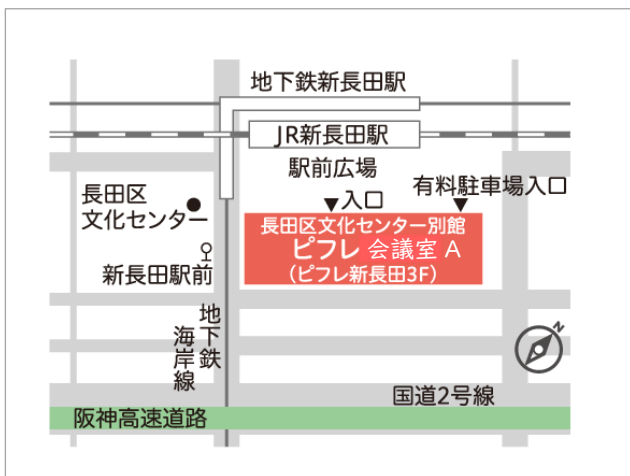 地下鉄新長田駅
JR新長田駅
駅前広場
有料駐車場入口
▼入口
▼
長田区
文化センター
長田区文化センター別館
ピフレ 会議室 A
(ピフレ新長田3F)
新長田駅前
地下鉄
海岸線
N
国道2号線
阪神高速道路